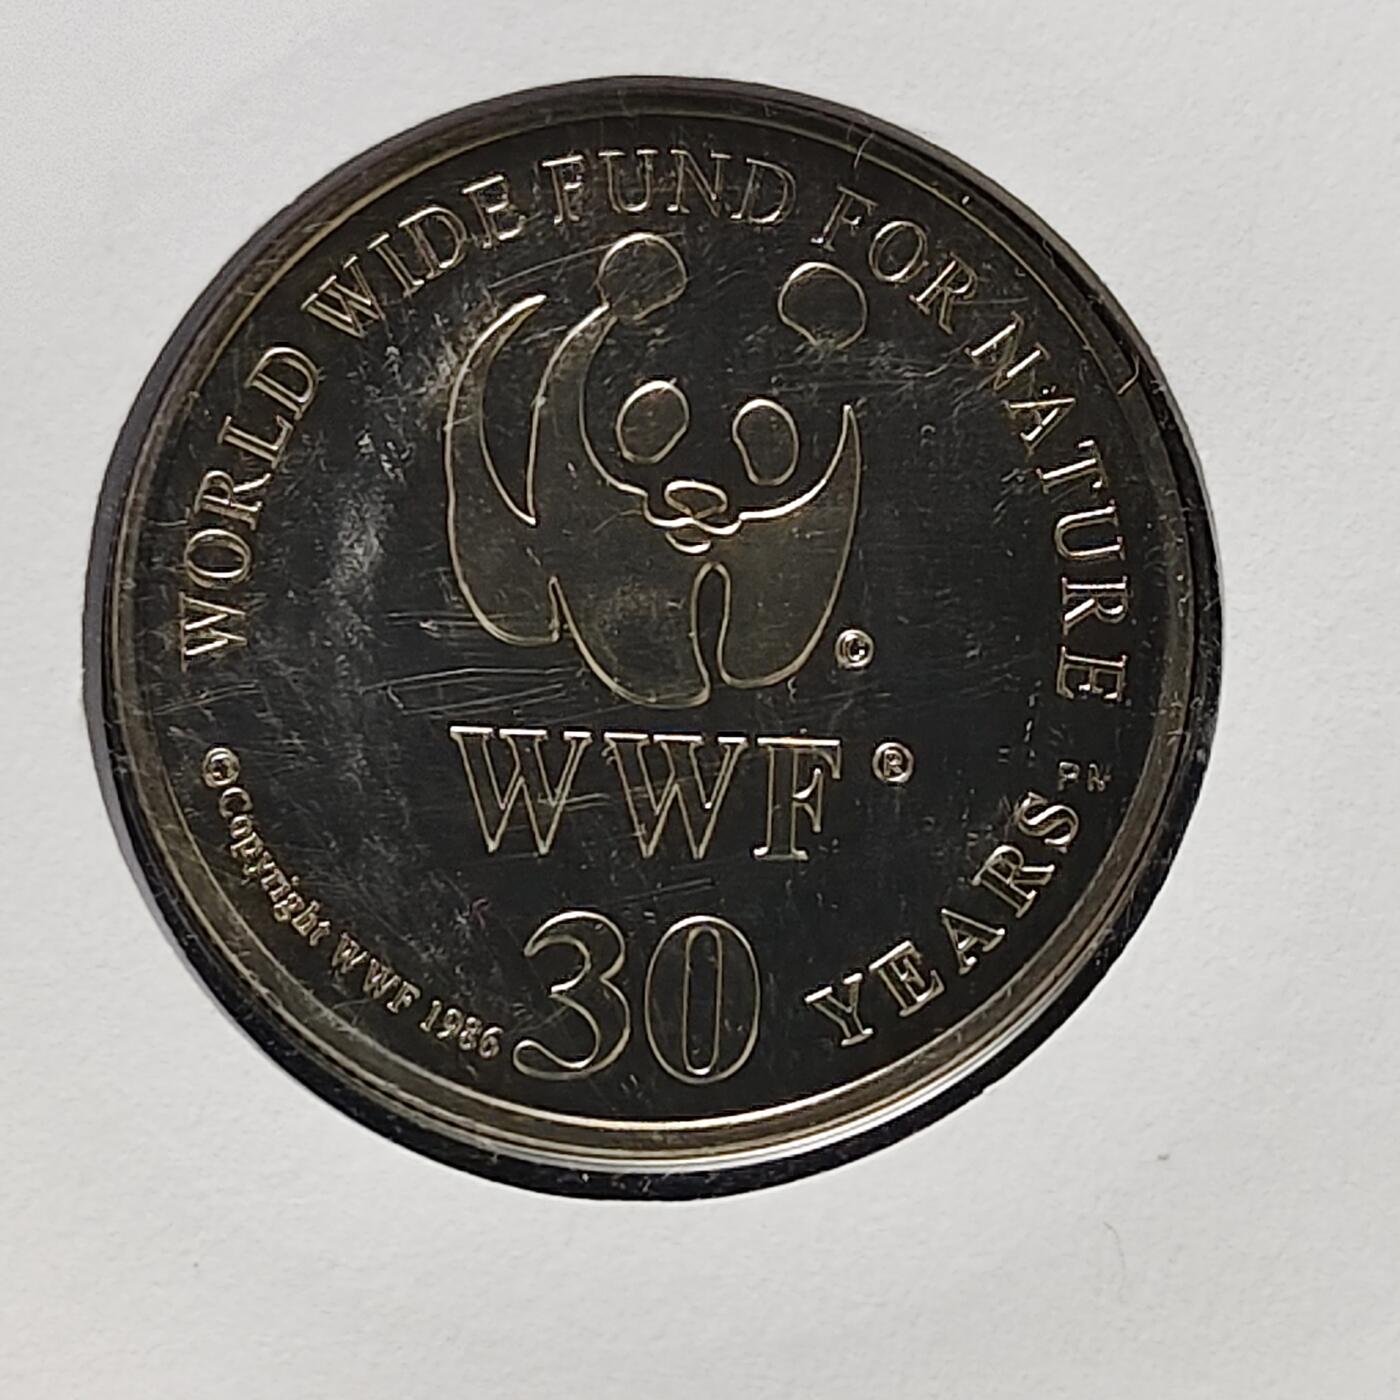 WORLD WIDE FUND FOR NATURE
©
WWF ®
30 YEARS
©Copyright WWF 1986